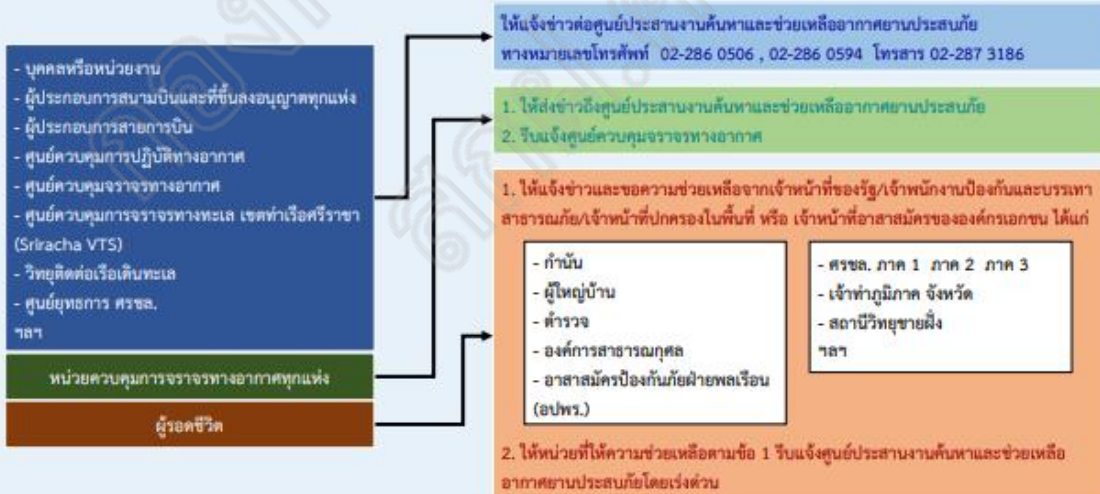 - บุคคลหรือหน่วยงาน
- ผู้ประกอบการสนามบินและที่ขึ้นลงอนุญาตทุกแห่ง
- ผู้ประกอบการสายการบิน
- ศูนย์ควบคุมการปฏิบัติทางอากาศ
- ศูนย์ควบคุมจราจรทางอากาศ
- ศูนย์ควบคุมการจราจรทางทะเล เขตท่าเรือศรีราชา
(Sriracha VTS)
- วิทยุติดต่อเรือเดินทะเล
- ศูนย์ยุทธการ ศรชล.
ฯลฯ
หน่วยควบคุมการจราจรทางอากาศทุกแห่ง
ผู้รอดชีวิต
ให้แจ้งข่าวต่อศูนย์ประสานงานค้นหาและช่วยเหลืออากาศยานประสบภัย
ทางหมายเลขโทรศัพท์ 02-286 0506 , 02-286 0594 โทรสาร 02-287 3186
1. ให้ส่งข่าวถึงศูนย์ประสานงานค้นหาและช่วยเหลืออากาศยานประสบภัย
2. รีบแจ้งศูนย์ควบคุมจราจรทางอากาศ
1. ให้แจ้งข่าวและขอความช่วยเหลือจากเจ้าหน้าที่ของรัฐ/เจ้าพนักงานป้องกันและบรรเทา
สาธารณภัย/เจ้าหน้าที่ปกครองในพื้นที่ หรือ เจ้าหน้าที่อาสาสมัครขององค์กรเอกชน ได้แก่
- กำนัน
- ผู้ใหญ่บ้าน
- ตำรวจ
- องค์การสาธารณกุศล
- อาสาสมัครป้องกันภัยฝ่ายพลเรือน
(อปพร.)
- ศรชล. ภาค 1 ภาค 2 ภาค 3
- เจ้าท่าภูมิภาค จังหวัด
- สถานีวิทยุชายฝั่ง
ฯลฯ
2. ให้หน่วยที่ให้ความช่วยเหลือตามข้อ 1 รีบแจ้งศูนย์ประสานงานค้นหาและช่วยเหลือ
อากาศยานประสบภัยโดยเร่งด่วน